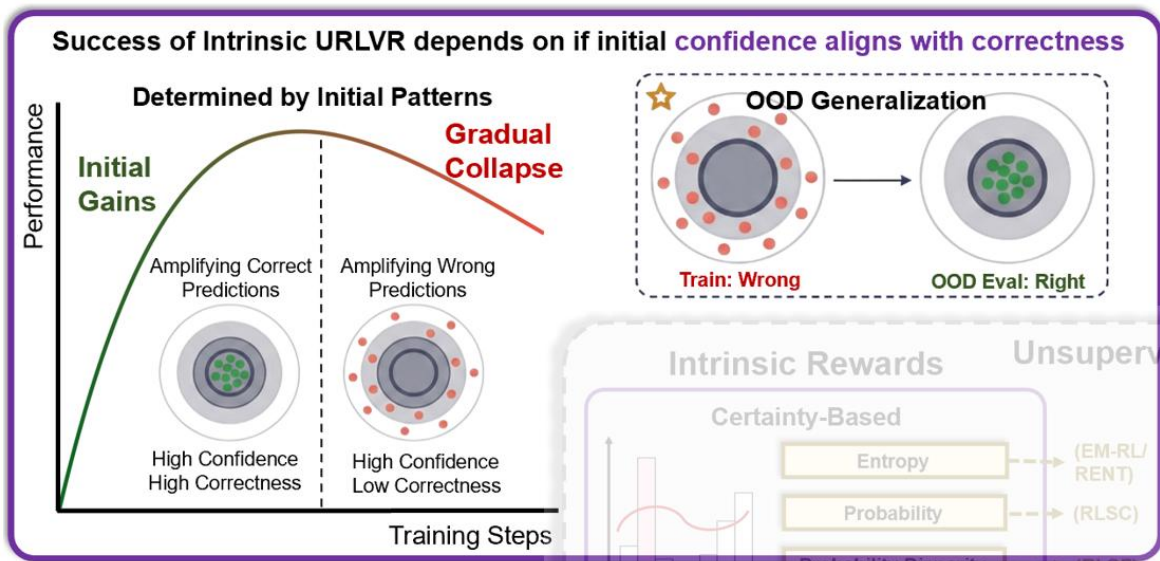 Success of Intrinsic URLVR depends on if initial confidence aligns with correctness
Determined by Initial Patterns
Performance
Initial
Gains
Gradual
Collapse
Amplifying Correct
Predictions
Amplifying Wrong
Predictions
High Confidence
High Correctness
High Confidence
Low Correctness
Training Steps
OOD Generalization
Train: Wrong
OOD Eval: Right
Intrinsic Rewards
Unsuperv
Certainty-Based
Entropy
(EM-RL/
RENT)
Probability
(RLSC)